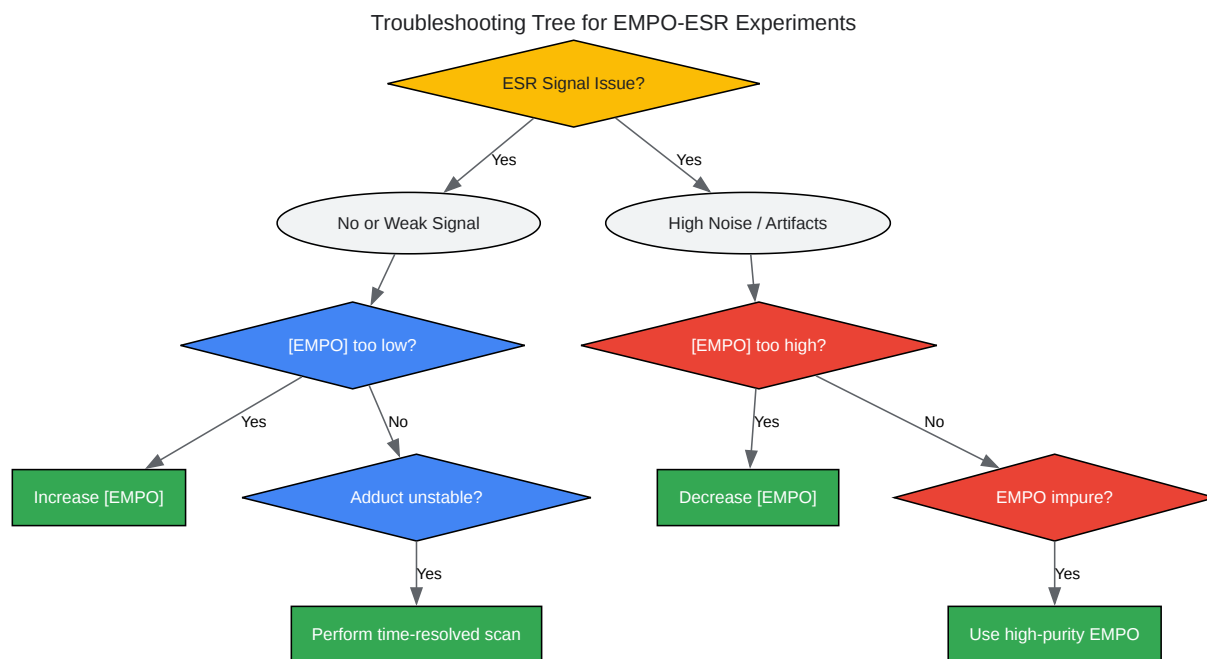 Troubleshooting Tree for EMPO-ESR Experiments
ESR Signal Issue?
Yes
Yes
No or Weak Signal
High Noise / Artifacts
[EMPO] too low?
[EMPO] too high?
Yes
No
Yes
No
Increase [EMPO]
Adduct unstable?
Decrease [EMPO]
EMPO impure?
Yes
Yes
Perform time-resolved scan
Use high-purity EMPO